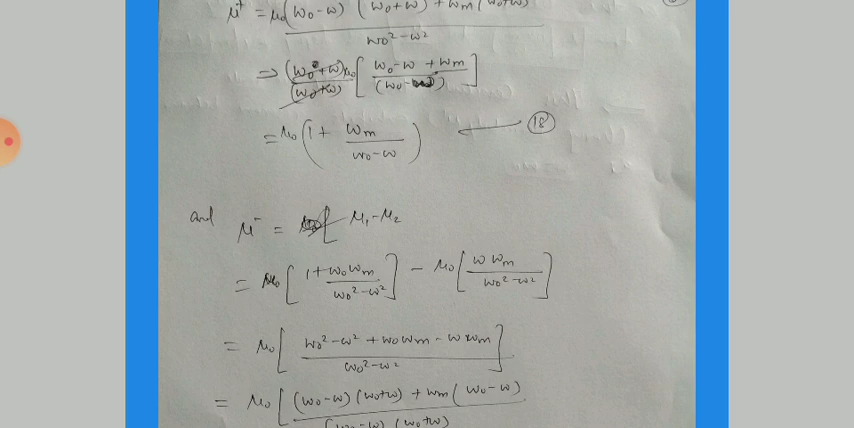 μ⁺ = μ₀(ω₀-ω) (ω₀+ω) + ωm(ω₀+ω)
ω₀²-ω²
⇒ (ω₀+ω)μ₀ [ ω₀-ω+ωm
(ω₀+ω) (ω₀-ω) ]
= μ₀ ( 1 + ωm
ω₀-ω ) ← (18)
and μ⁻ = μ₁-μ₂
= μ₀ [ 1+ω₀ωm
ω₀²-ω² ] - μ₀ [ ωωm
ω₀²-ω² ]
= μ₀ [ ω₀²-ω²+ω₀ωm-ωωm
ω₀²-ω² ]
= μ₀ [ (ω₀-ω) (ω₀+ω) + ωm (ω₀-ω)
(ω₀-ω) (ω₀+ω)